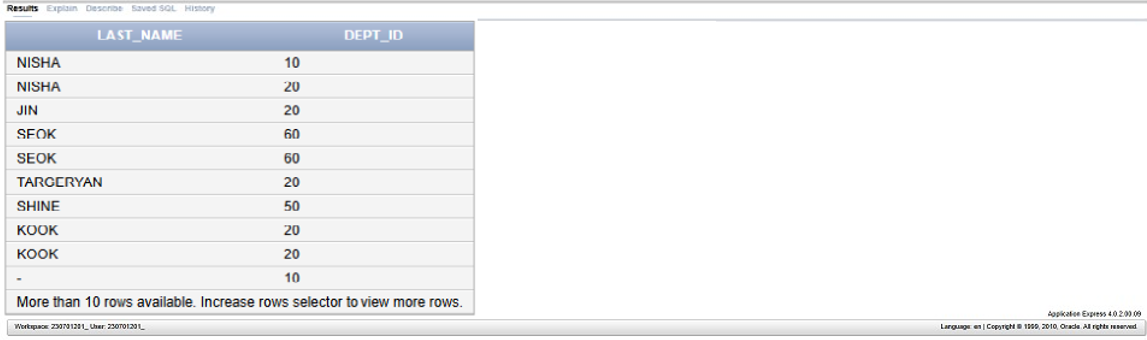 Results Explain Describe Saved SQL History
LAST_NAME DEPT_ID
NISHA 10
NISHA 20
JIN 20
SEOK 60
SEOK 60
TARGERYAN 20
SHINE 50
KOOK 20
KOOK 20
- 10
More than 10 rows available. Increase rows selector to view more rows.
Application Express 4.0.2.00.09
Workspace: 230701201_ User: 230701201_
Language: en | Copyright © 1999, 2010, Oracle. All rights reserved.